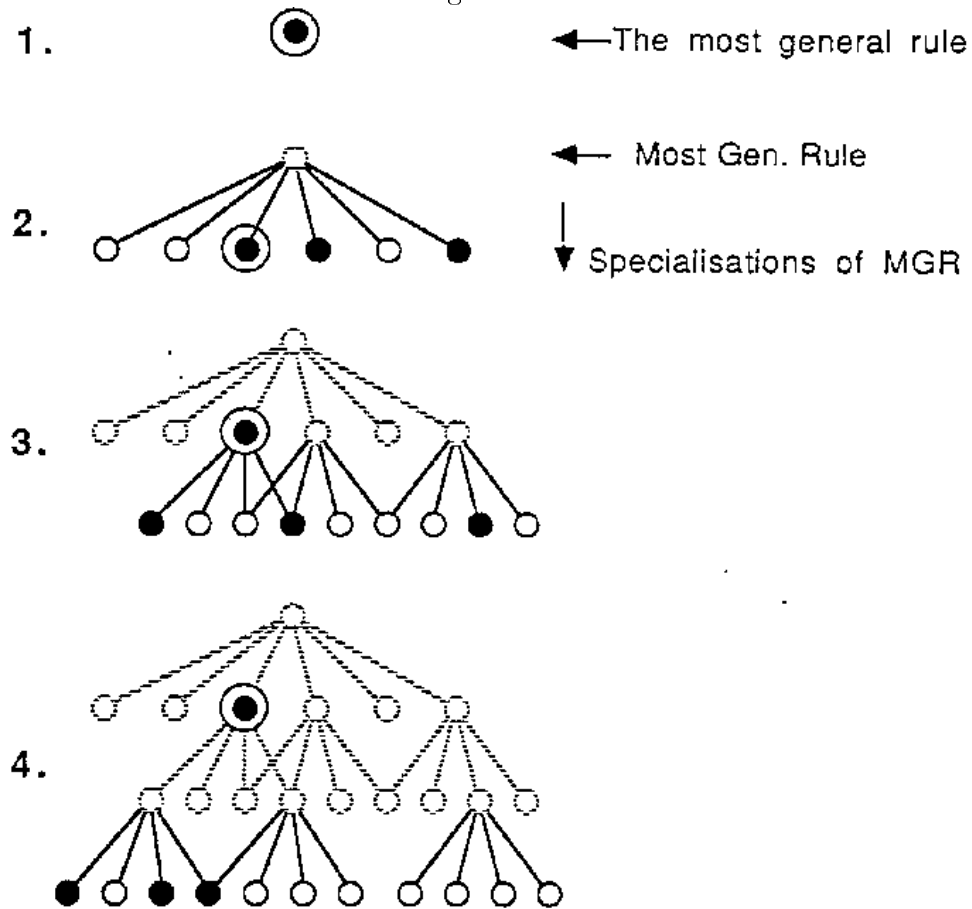 1.
The most general rule
Most Gen. Rule
2.
Specialisations of MGR
3.
4.